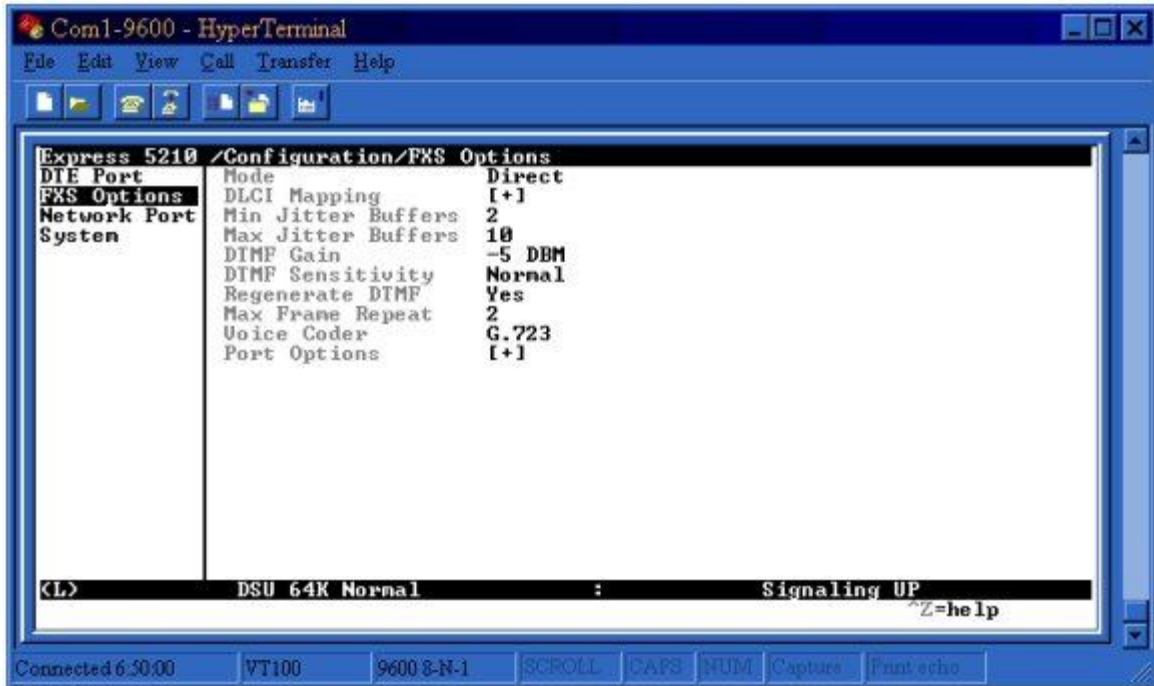 Com1-9600 - HyperTerminal
File Edit View Call Transfer Help
Express 5210 /Configuration/FXS Options
DTE Port Mode Direct
FXS Options DLCI Mapping [+]
Network Port Min Jitter Buffers 2
System Max Jitter Buffers 10
DTMF Gain -5 DBM
DTMF Sensitivity Normal
Regenerate DTMF Yes
Max Frame Repeat 2
Voice Coder G.723
Port Options [+]
<L> DSU 64K Normal : Signaling UP
^Z=help
Connected 6:50:00 VT100 9600 8-N-1 SCROLL CAPS NUM Capture Print echo